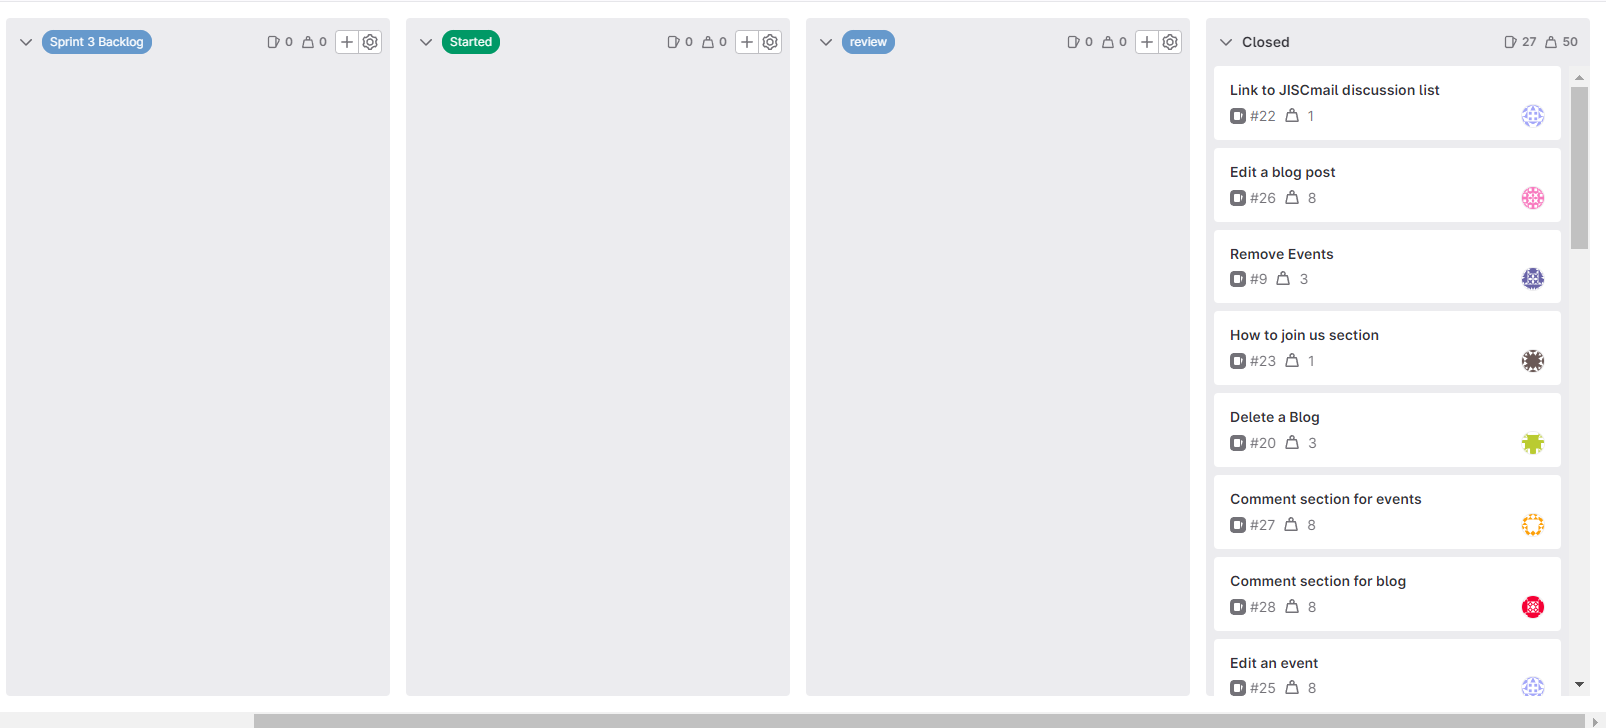 Sprint 3 Backlog 0 0
Started 0 0
review 0 0
Closed 27 50
Link to JISCmail discussion list
#22 1
Edit a blog post
#26 8
Remove Events
#9 3
How to join us section
#23 1
Delete a Blog
#20 3
Comment section for events
#27 8
Comment section for blog
#28 8
Edit an event
#25 8